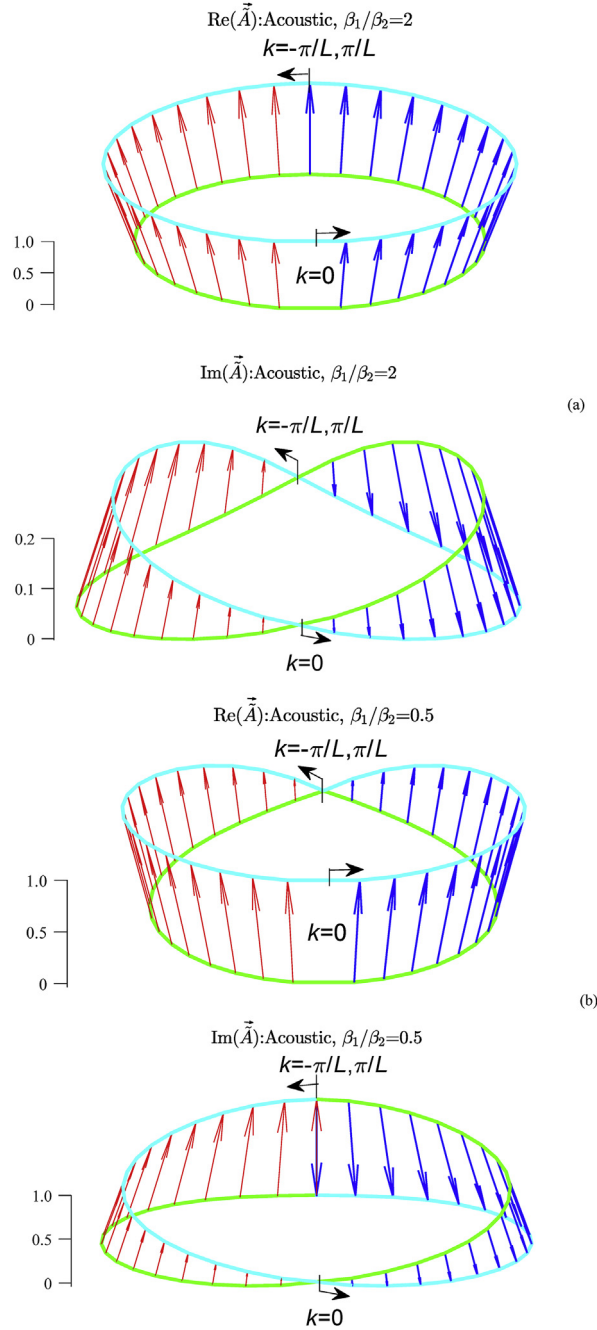 Re(Ã⃗):Acoustic, β₁/β₂=2
k=-π/L,π/L
1.0
0.5
0
k=0
Im(Ã⃗):Acoustic, β₁/β₂=2
(a)
k=-π/L,π/L
0.2
0.1
0
k=0
Re(Ã⃗):Acoustic, β₁/β₂=0.5
k=-π/L,π/L
1.0
0.5
0
k=0
(b)
Im(Ã⃗):Acoustic, β₁/β₂=0.5
k=-π/L,π/L
1.0
0.5
0
k=0